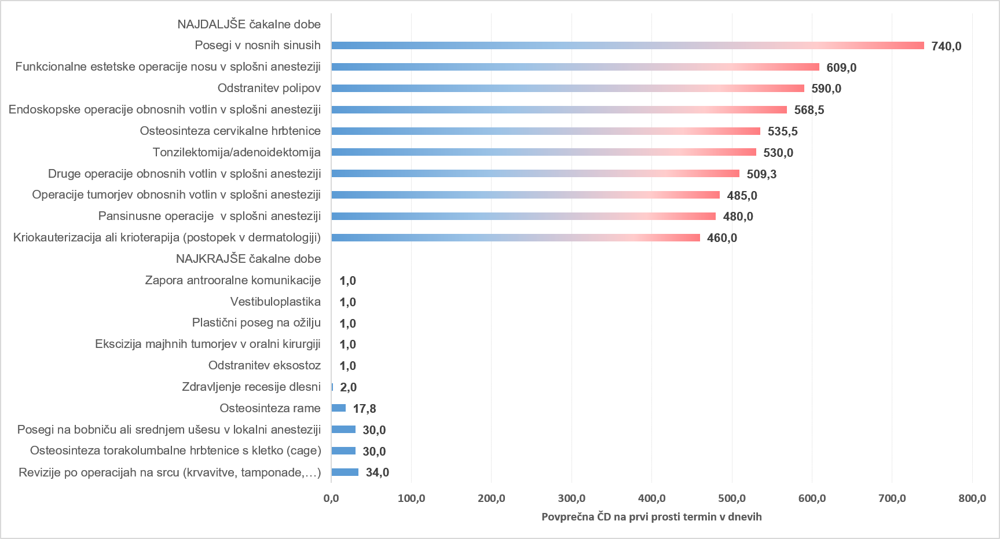 NAJDALJŠE čakalne dobe
Posegi v nosnih sinusih 740,0
Funkcionalne estetske operacije nosu v splošni anesteziji 609,0
Odstranitev polipov 590,0
Endoskopske operacije obnosnih votlin v splošni anesteziji 568,5
Osteosinteza cervikalne hrbtenice 535,5
Tonzilektomija/adenoidektomija 530,0
Druge operacije obnosnih votlin v splošni anesteziji 509,3
Operacije tumorjev obnosnih votlin v splošni anesteziji 485,0
Pansinusne operacije  v splošni anesteziji 480,0
Kriokauterizacija ali krioterapija (postopek v dermatologiji) 460,0
NAJKRAJŠE čakalne dobe
Zapora antrooralne komunikacije 1,0
Vestibuloplastika 1,0
Plastični poseg na ožilju 1,0
Ekscizija majhnih tumorjev v oralni kirurgiji 1,0
Odstranitev eksostoz 1,0
Zdravljenje recesije dlesni 2,0
Osteosinteza rame 17,8
Posegi na bobniču ali srednjem ušesu v lokalni anesteziji 30,0
Osteosinteza torakolumbalne hrbtenice s kletko (cage) 30,0
Revizije po operacijah na srcu (krvavitve, tamponade,…) 34,0
0,0 100,0 200,0 300,0 400,0 500,0 600,0 700,0 800,0
Povprečna ČD na prvi prosti termin v dnevih